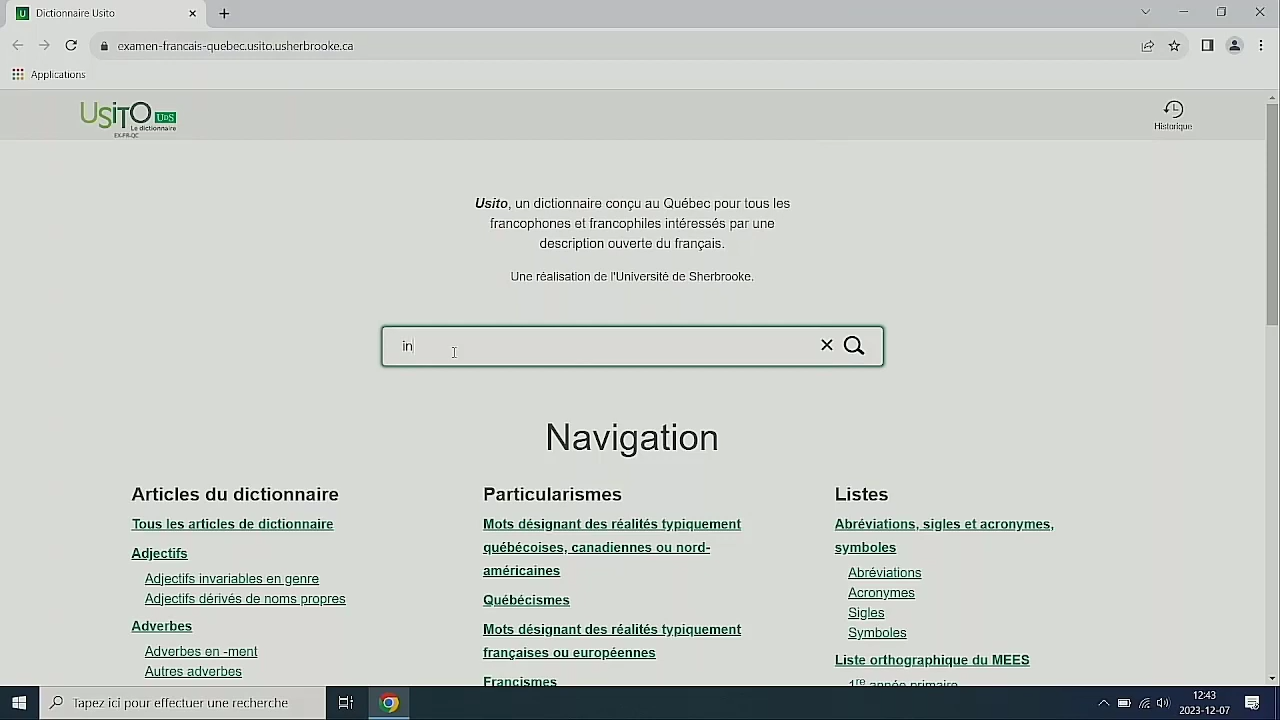 Dictionnaire Usito
examen-francais-quebec.usito.usherbrooke.ca
Applications
UsiTO UdS
Le dictionnaire
EX-FR-QC
Historique
Usito, un dictionnaire conçu au Québec pour tous les
francophones et francophiles intéressés par une
description ouverte du français.
Une réalisation de l'Université de Sherbrooke.
in
Navigation
Articles du dictionnaire
Tous les articles de dictionnaire
Adjectifs
Adjectifs invariables en genre
Adjectifs dérivés de noms propres
Adverbes
Adverbes en -ment
Autres adverbes
Particularismes
Mots désignant des réalités typiquement
québécoises, canadiennes ou nord-
américaines
Québécismes
Mots désignant des réalités typiquement
françaises ou européennes
Francismes
Listes
Abréviations, sigles et acronymes,
symboles
Abréviations
Acronymes
Sigles
Symboles
Liste orthographique du MEES
1re année primaire
Tapez ici pour effectuer une recherche
12:43
2023-12-07